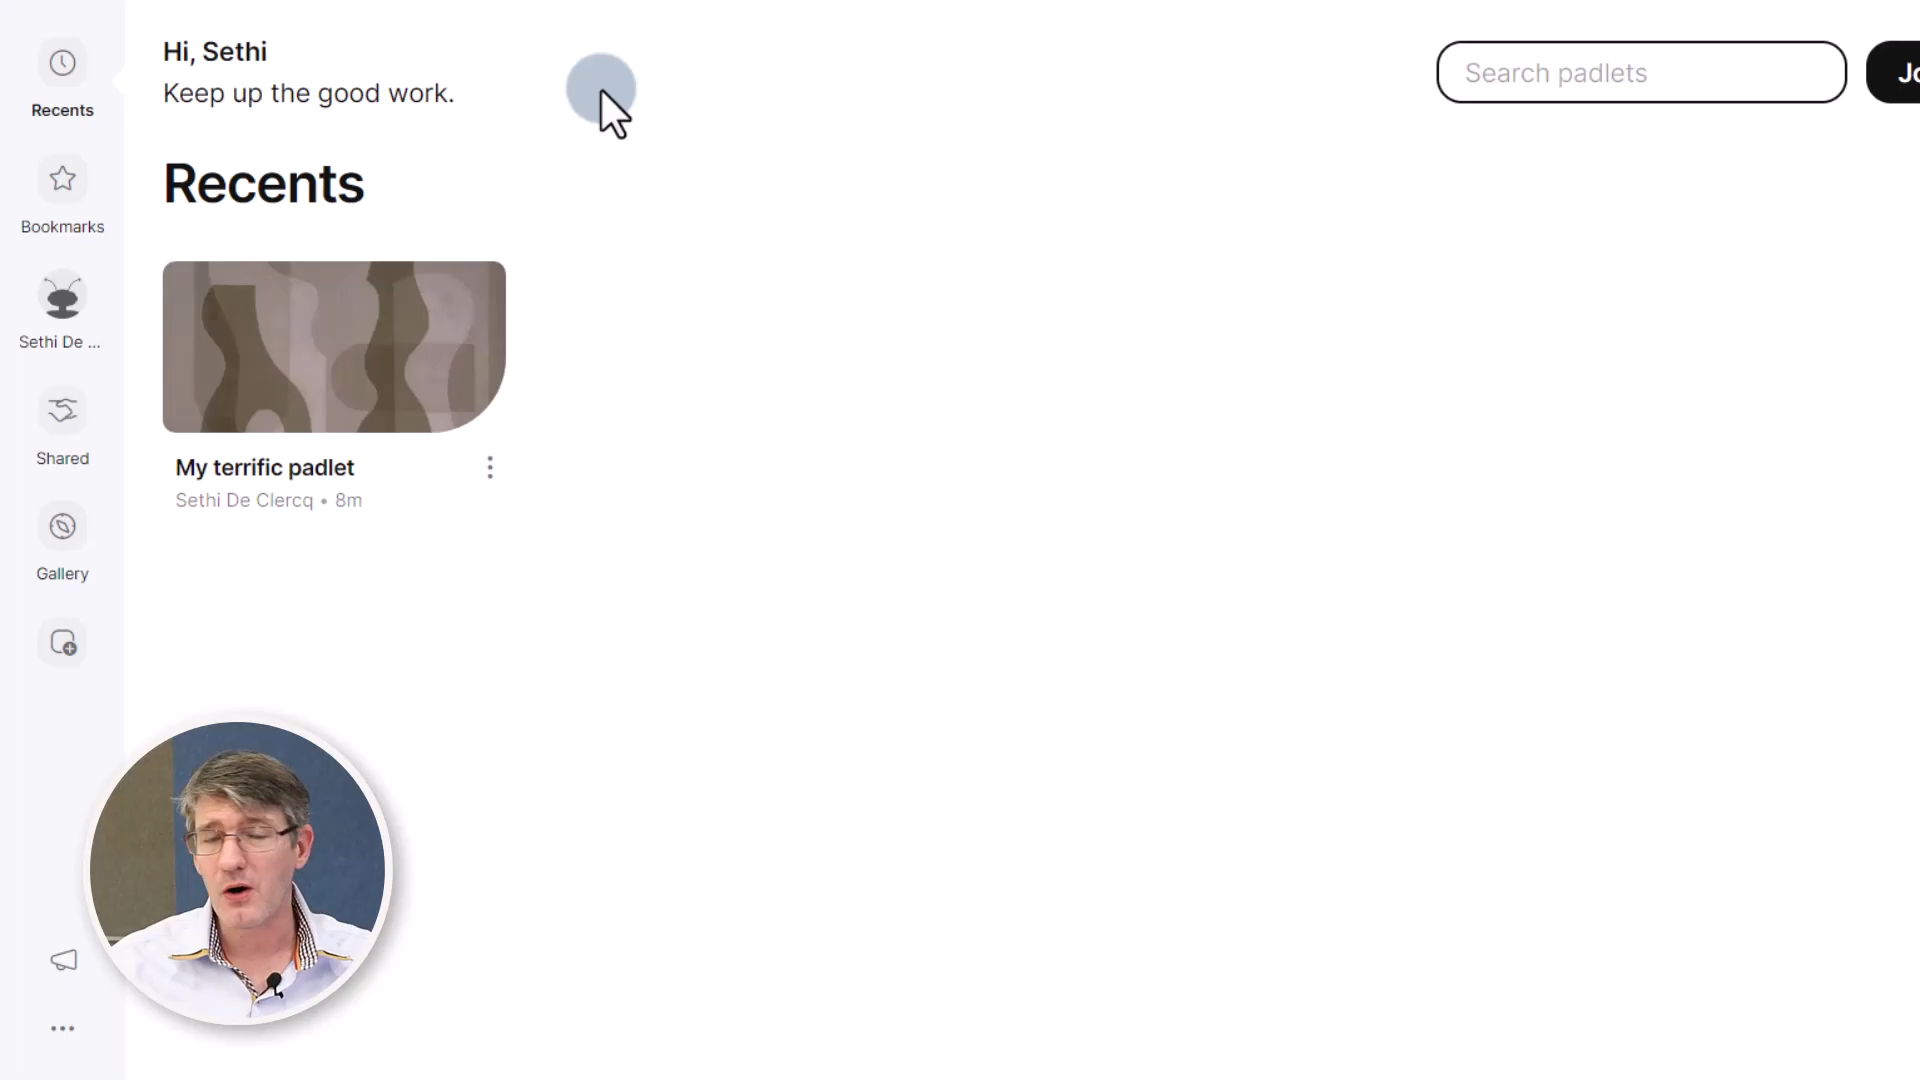 Hi, Sethi
Keep up the good work.
Search padlets
Jo
Recents
Recents
Bookmarks
Sethi De ...
Shared
Gallery
My terrific padlet
Sethi De Clercq • 8m